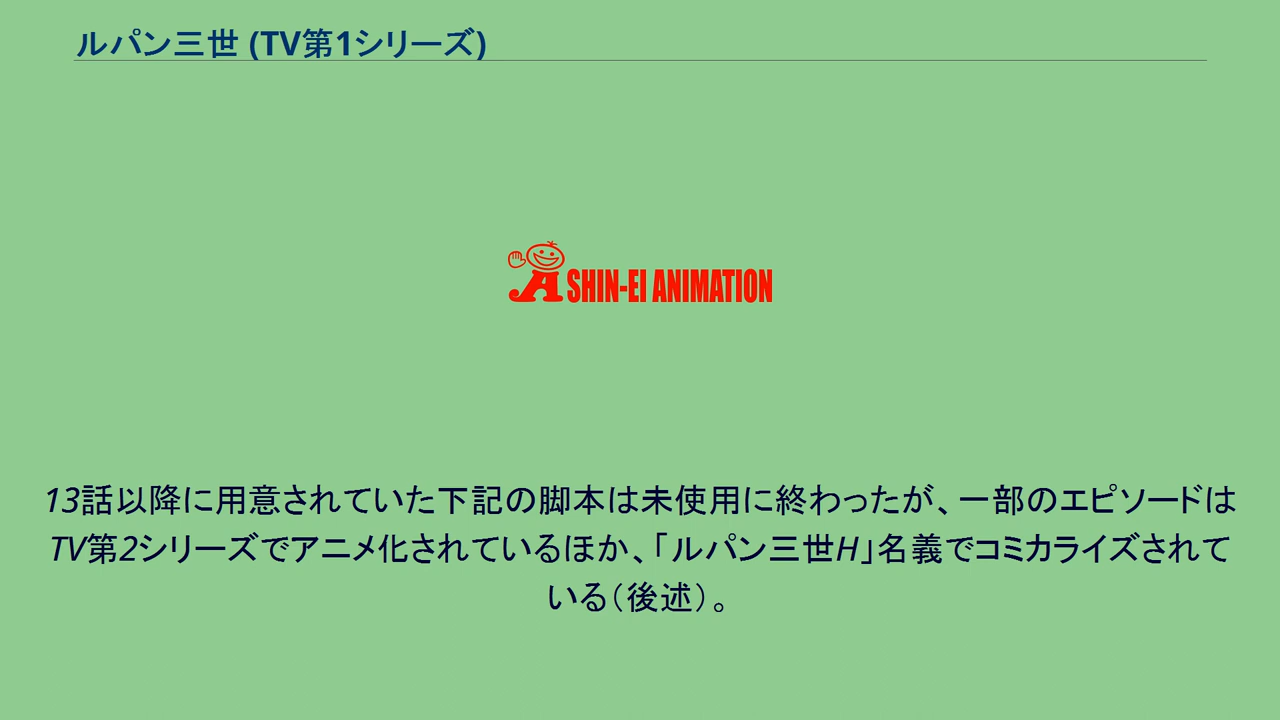 ルパン三世 (TV第1シリーズ)
SHIN-EI ANIMATION
13話以降に用意されていた下記の脚本は未使用に終わったが、一部のエピソードは
TV第2シリーズでアニメ化されているほか、「ルパン三世H」名義でコミカライズされて
いる（後述）。